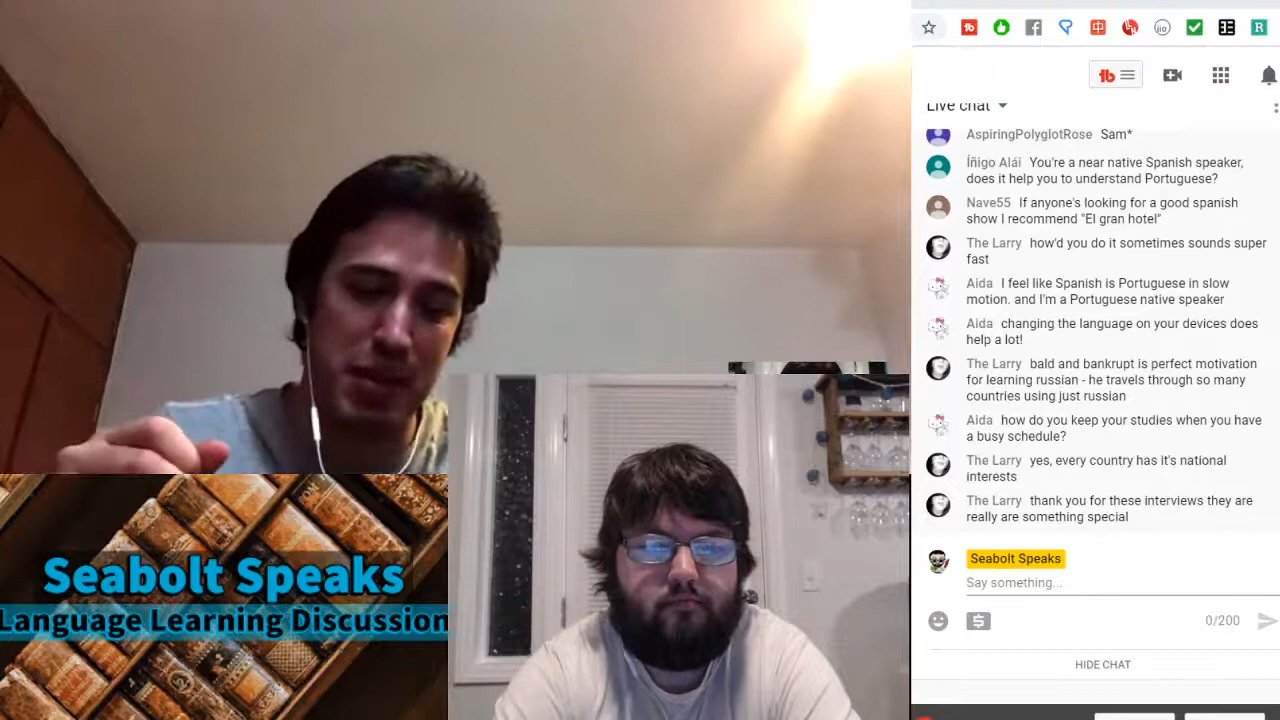 Live chat
AspiringPolyglotRose Sam*
Íñigo Alái You're a near native Spanish speaker,
does it help you to understand Portuguese?
Nave55 If anyone's looking for a good spanish
show I recommend "El gran hotel"
The Larry how'd you do it sometimes sounds super
fast
Aida I feel like Spanish is Portuguese in slow
motion. and I'm a Portuguese native speaker
Aida changing the language on your devices does
help a lot!
The Larry bald and bankrupt is perfect motivation
for learning russian - he travels through so many
countries using just russian
Aida how do you keep your studies when you have
a busy schedule?
The Larry yes, every country has it's national
interests
The Larry thank you for these interviews they are
really are something special
Seabolt Speaks
Say something...
0/200
HIDE CHAT
Seabolt Speaks
Language Learning Discussion